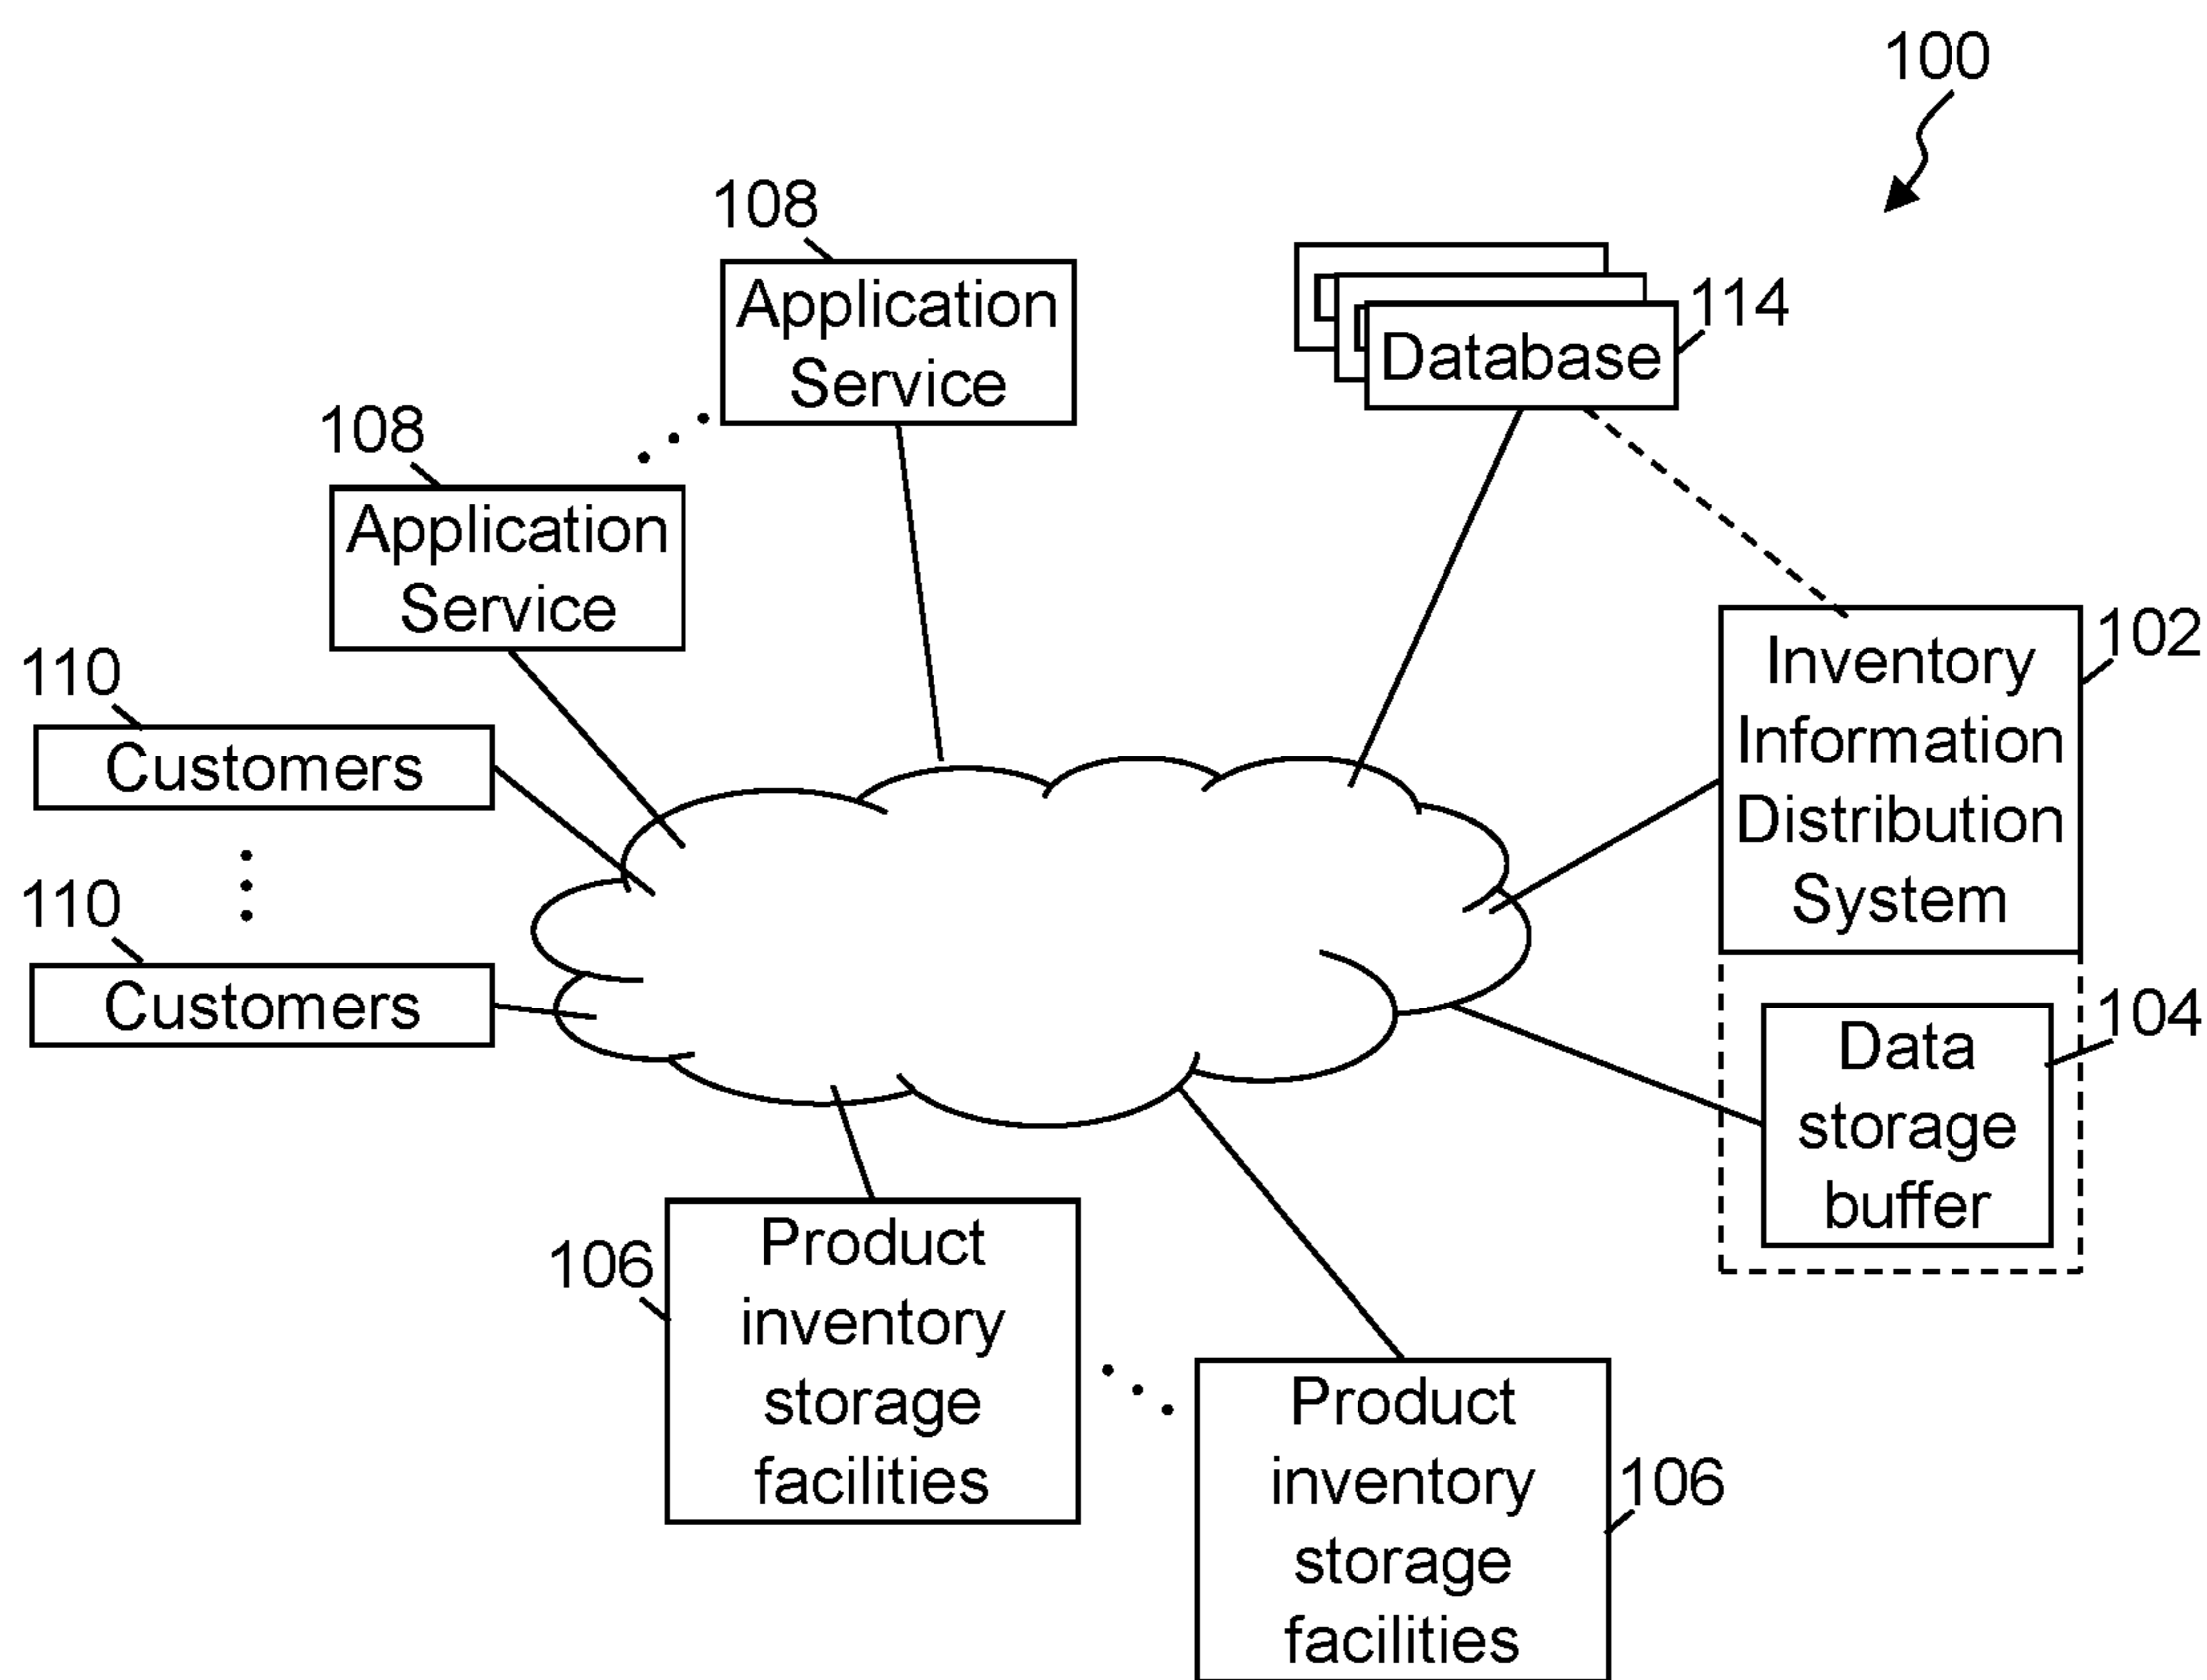 100
108
Application
Service
114
Database
108
Application
Service
102
Inventory
Information
Distribution
System
110
Customers
110
Customers
104
Data
storage
buffer
106
Product
inventory
storage
facilities
106
Product
inventory
storage
facilities